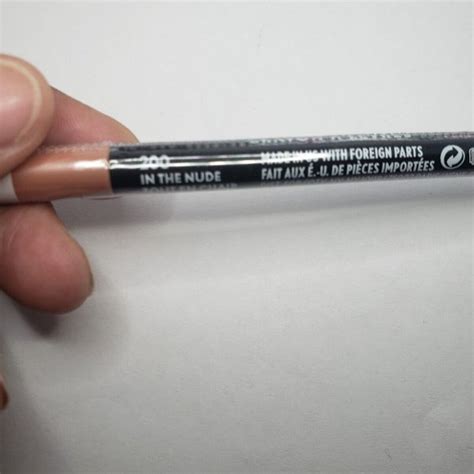 200
IN THE NUDE
MADE IN US WITH FOREIGN PARTS
FAIT AUX É.-U. DE PIÈCES IMPORTÉES